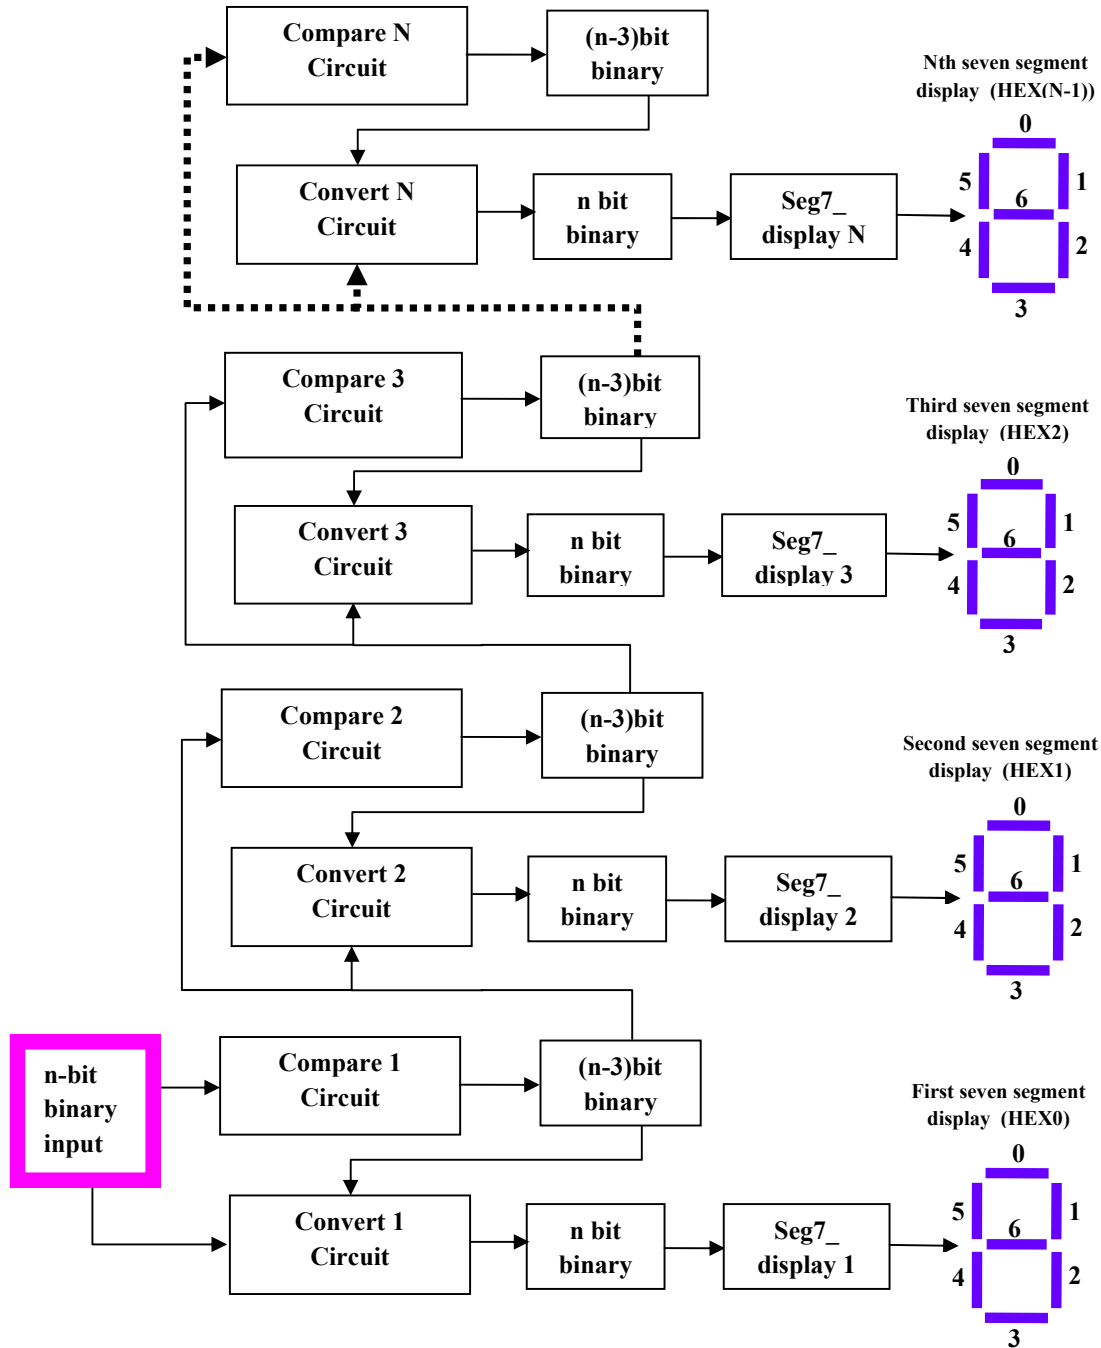 Compare N
Circuit
(n-3)bit
binary
Nth seven segment
display (HEX(N-1))
0
5
1
6
4
2
3
Convert N
Circuit
n bit
binary
Seg7_
display N
Compare 3
Circuit
(n-3)bit
binary
Third seven segment
display (HEX2)
0
5
1
6
4
2
3
Convert 3
Circuit
n bit
binary
Seg7_
display 3
Compare 2
Circuit
(n-3)bit
binary
Second seven segment
display (HEX1)
0
5
1
6
4
2
3
Convert 2
Circuit
n bit
binary
Seg7_
display 2
n-bit
binary
input
Compare 1
Circuit
(n-3)bit
binary
First seven segment
display (HEX0)
0
5
1
6
4
2
3
Convert 1
Circuit
n bit
binary
Seg7_
display 1